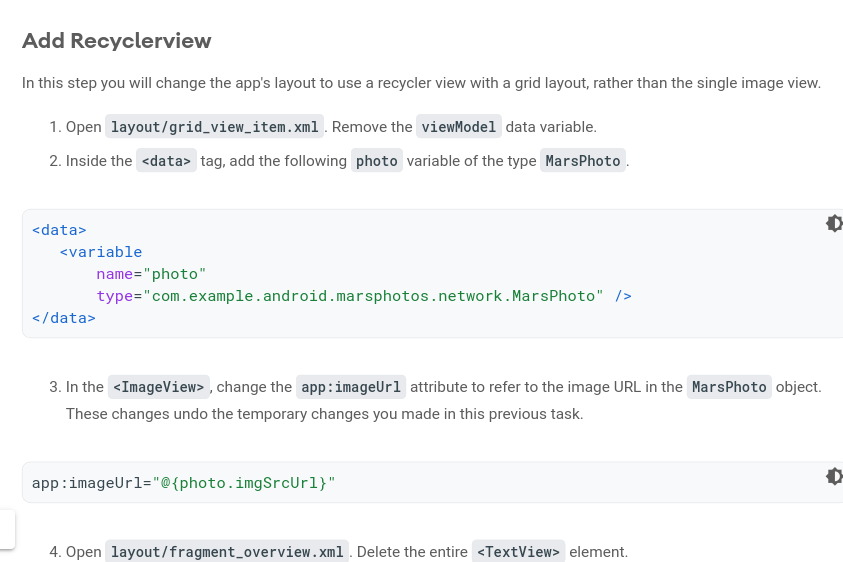 Add Recyclerview
In this step you will change the app's layout to use a recycler view with a grid layout, rather than the single image view.
1. Open layout/grid_view_item.xml. Remove the viewModel data variable.
2. Inside the <data> tag, add the following photo variable of the type MarsPhoto.
<data>
   <variable
       name="photo"
       type="com.example.android.marsphotos.network.MarsPhoto" />
</data>
3. In the <ImageView>, change the app:imageUrl attribute to refer to the image URL in the MarsPhoto object.
These changes undo the temporary changes you made in this previous task.
app:imageUrl="@{photo.imgSrcUrl}"
4. Open layout/fragment_overview.xml. Delete the entire <TextView> element.